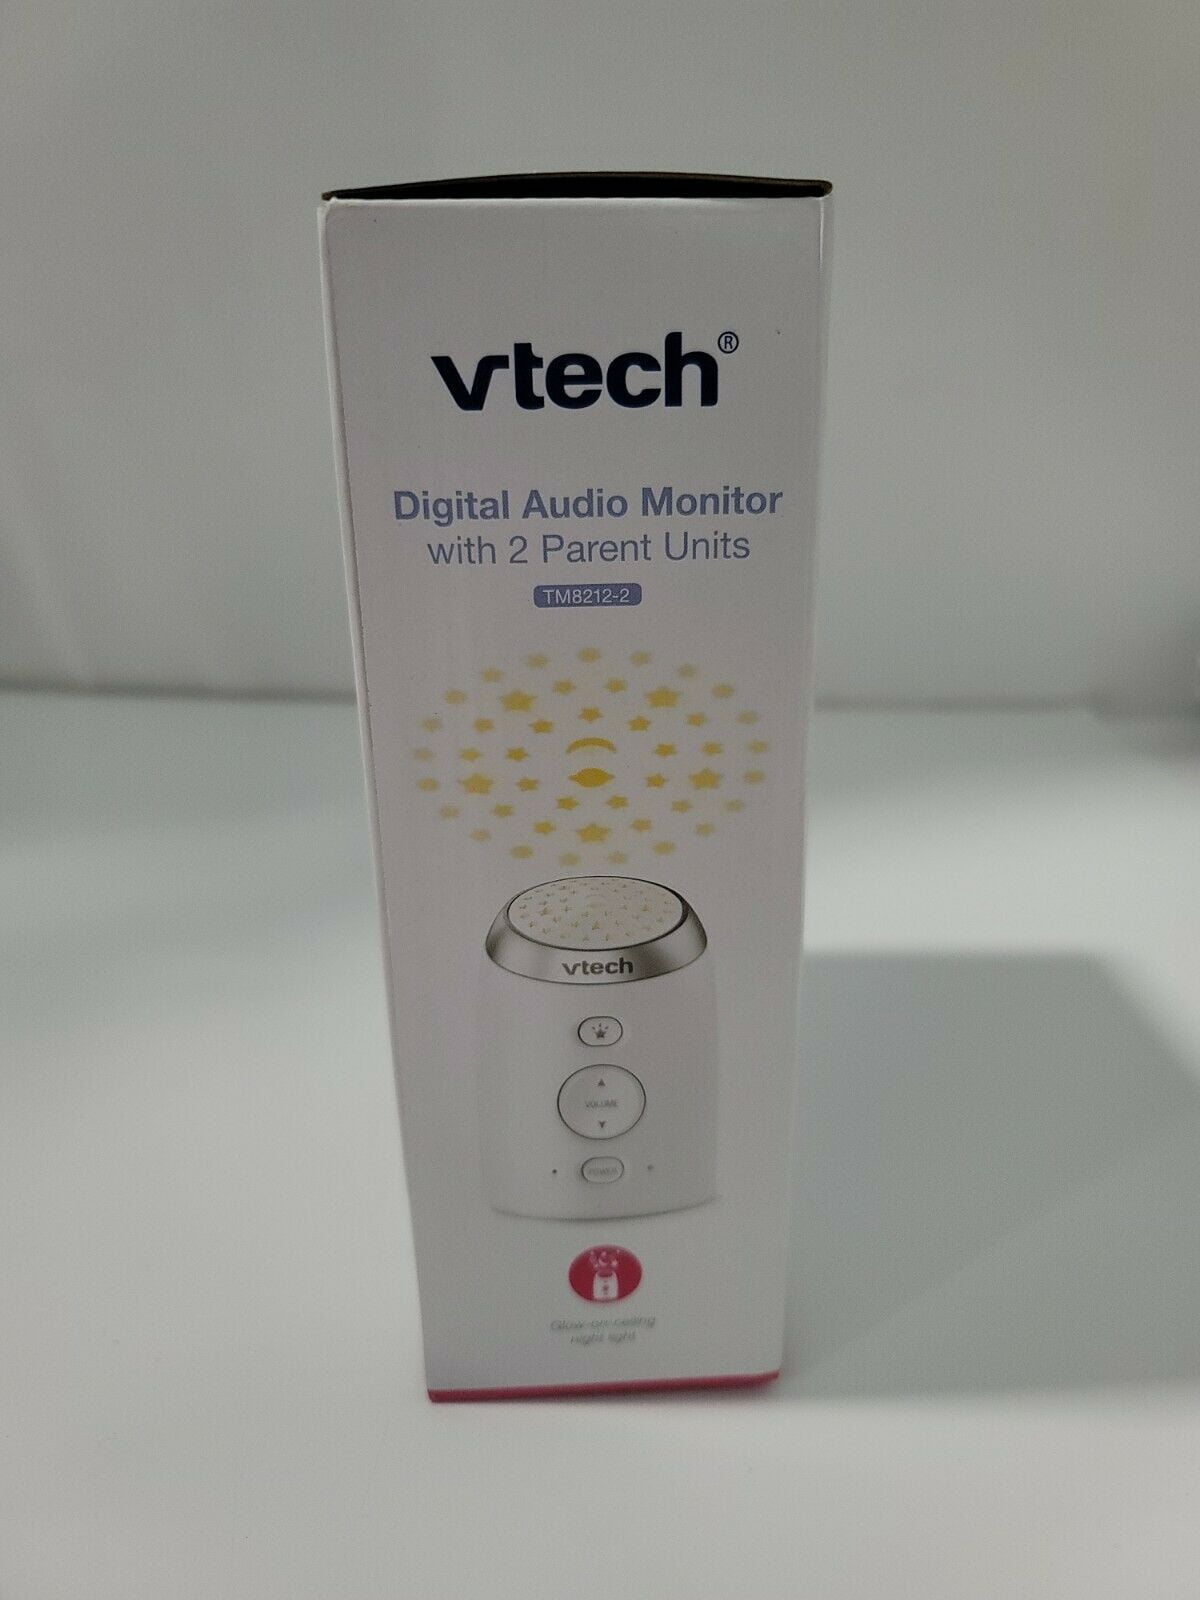 vtech®
Digital Audio Monitor
with 2 Parent Units
TM8212-2
vtech
VOLUME
POWER
Glow-on-ceiling
night light